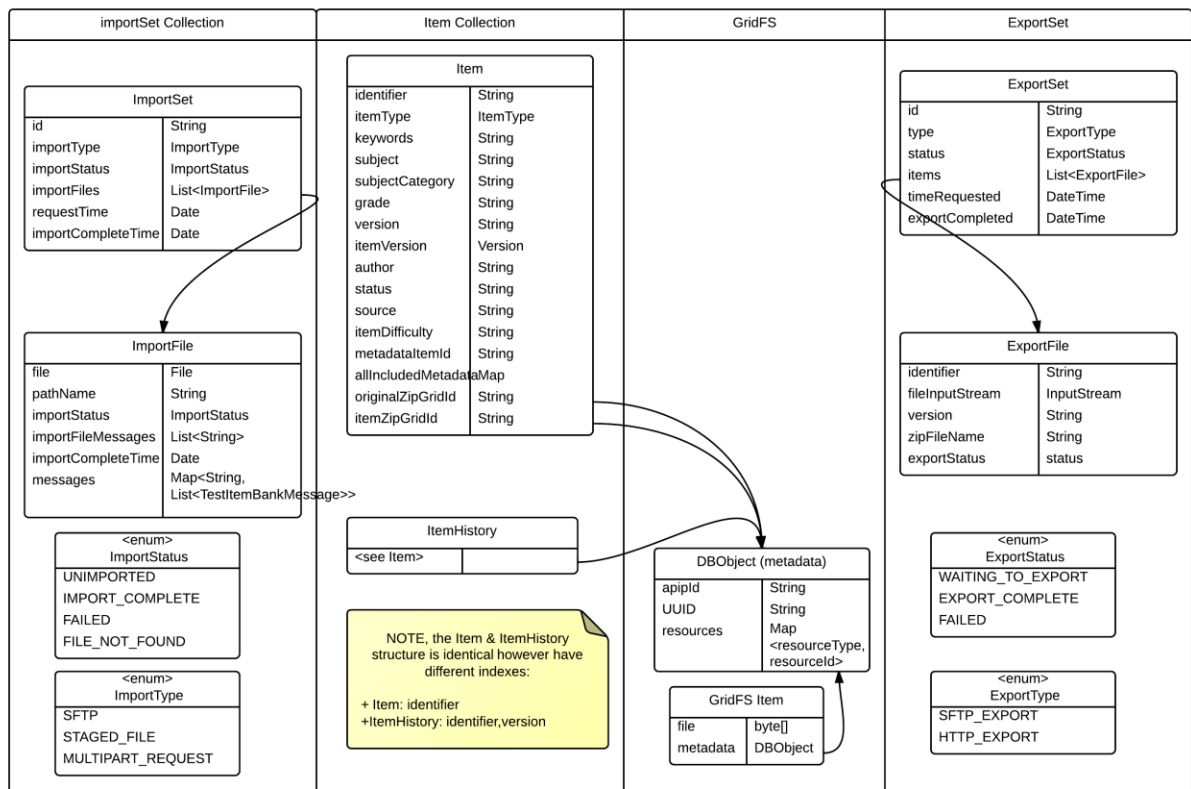 importSet Collection
Item Collection
GridFS
ExportSet
ImportSet
id String
importType ImportType
importStatus ImportStatus
importFiles List<ImportFile>
requestTime Date
importCompleteTime Date
ImportFile
file File
pathName String
importStatus ImportStatus
importFileMessages List<String>
importCompleteTime Date
messages Map<String,
List<TestItemBankMessage>>
<enum>
ImportStatus
UNIMPORTED
IMPORT_COMPLETE
FAILED
FILE_NOT_FOUND
<enum>
ImportType
SFTP
STAGED_FILE
MULTIPART_REQUEST
Item
identifier String
itemType ItemType
keywords String
subject String
subjectCategory String
grade String
version String
itemVersion Version
author String
status String
source String
itemDifficulty String
metadataItemId String
allIncludedMetadata Map
originalZipGridId String
itemZipGridId String
ItemHistory
<see Item>
NOTE, the Item & ItemHistory
structure is identical however have
different indexes:
+ Item: identifier
+ItemHistory: identifier,version
DBObject (metadata)
apipId String
UUID String
resources Map
<resourceType,
resourceId>
GridFS Item
file byte[]
metadata DBObject
ExportSet
id String
type ExportType
status ExportStatus
items List<ExportFile>
timeRequested DateTime
exportCompleted DateTime
ExportFile
identifier String
fileInputStream InputStream
version String
zipFileName String
exportStatus status
<enum>
ExportStatus
WAITING_TO_EXPORT
EXPORT_COMPLETE
FAILED
<enum>
ExportType
SFTP_EXPORT
HTTP_EXPORT